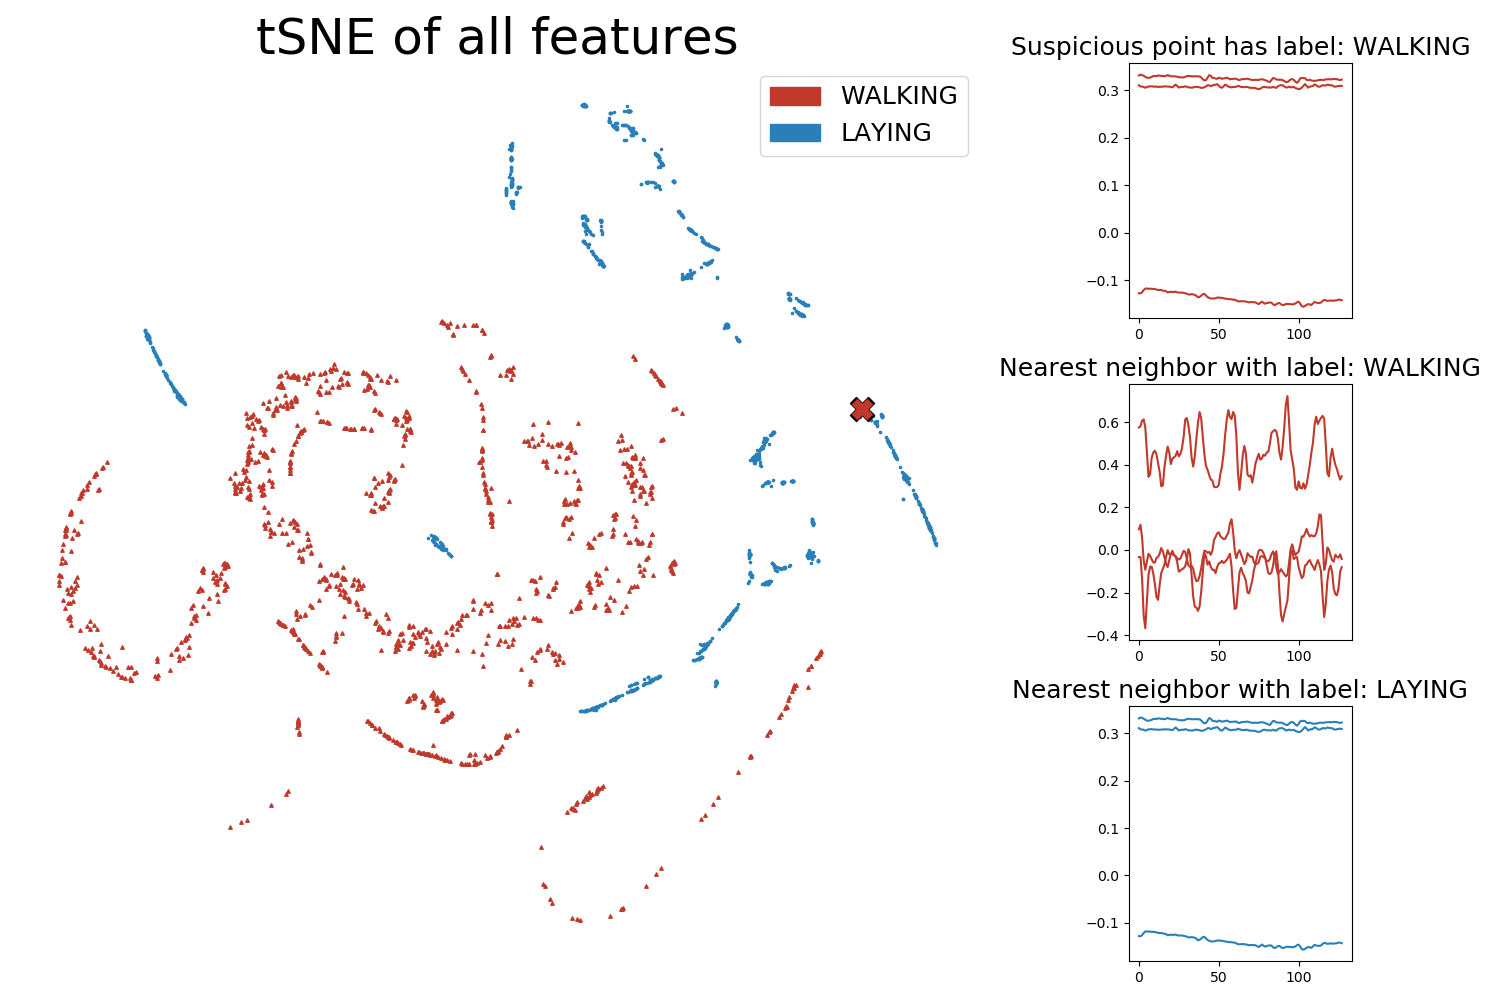 tSNE of all features
WALKING
LAYING
Suspicious point has label: WALKING
0.3
0.2
0.1
0.0
−0.1
0 50 100
Nearest neighbor with label: WALKING
0.6
0.4
0.2
0.0
−0.2
−0.4
0 50 100
Nearest neighbor with label: LAYING
0.3
0.2
0.1
0.0
−0.1
0 50 100